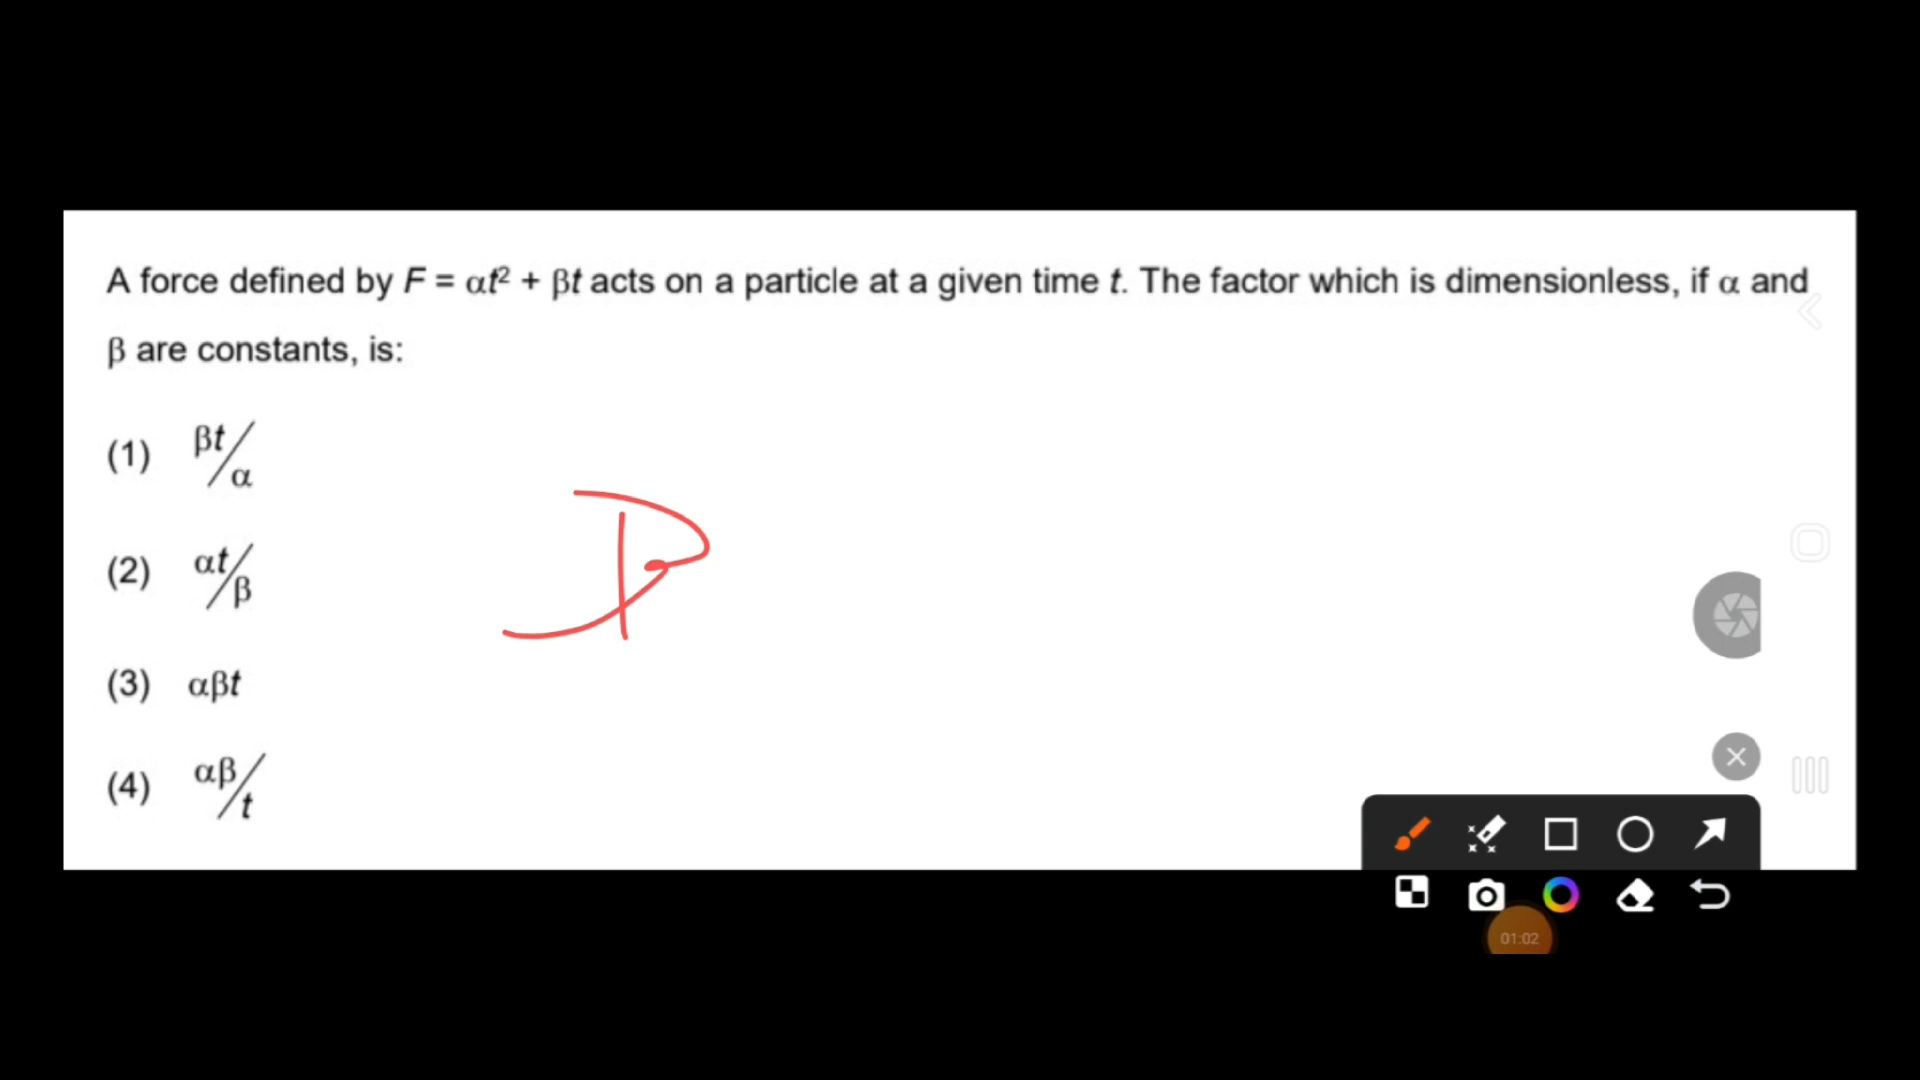 A force defined by F = αt² + βt acts on a particle at a given time t. The factor which is dimensionless, if α and
β are constants, is:
(1) βt/α
(2) αt/β
(3) αβt
(4) αβ/t
01:02